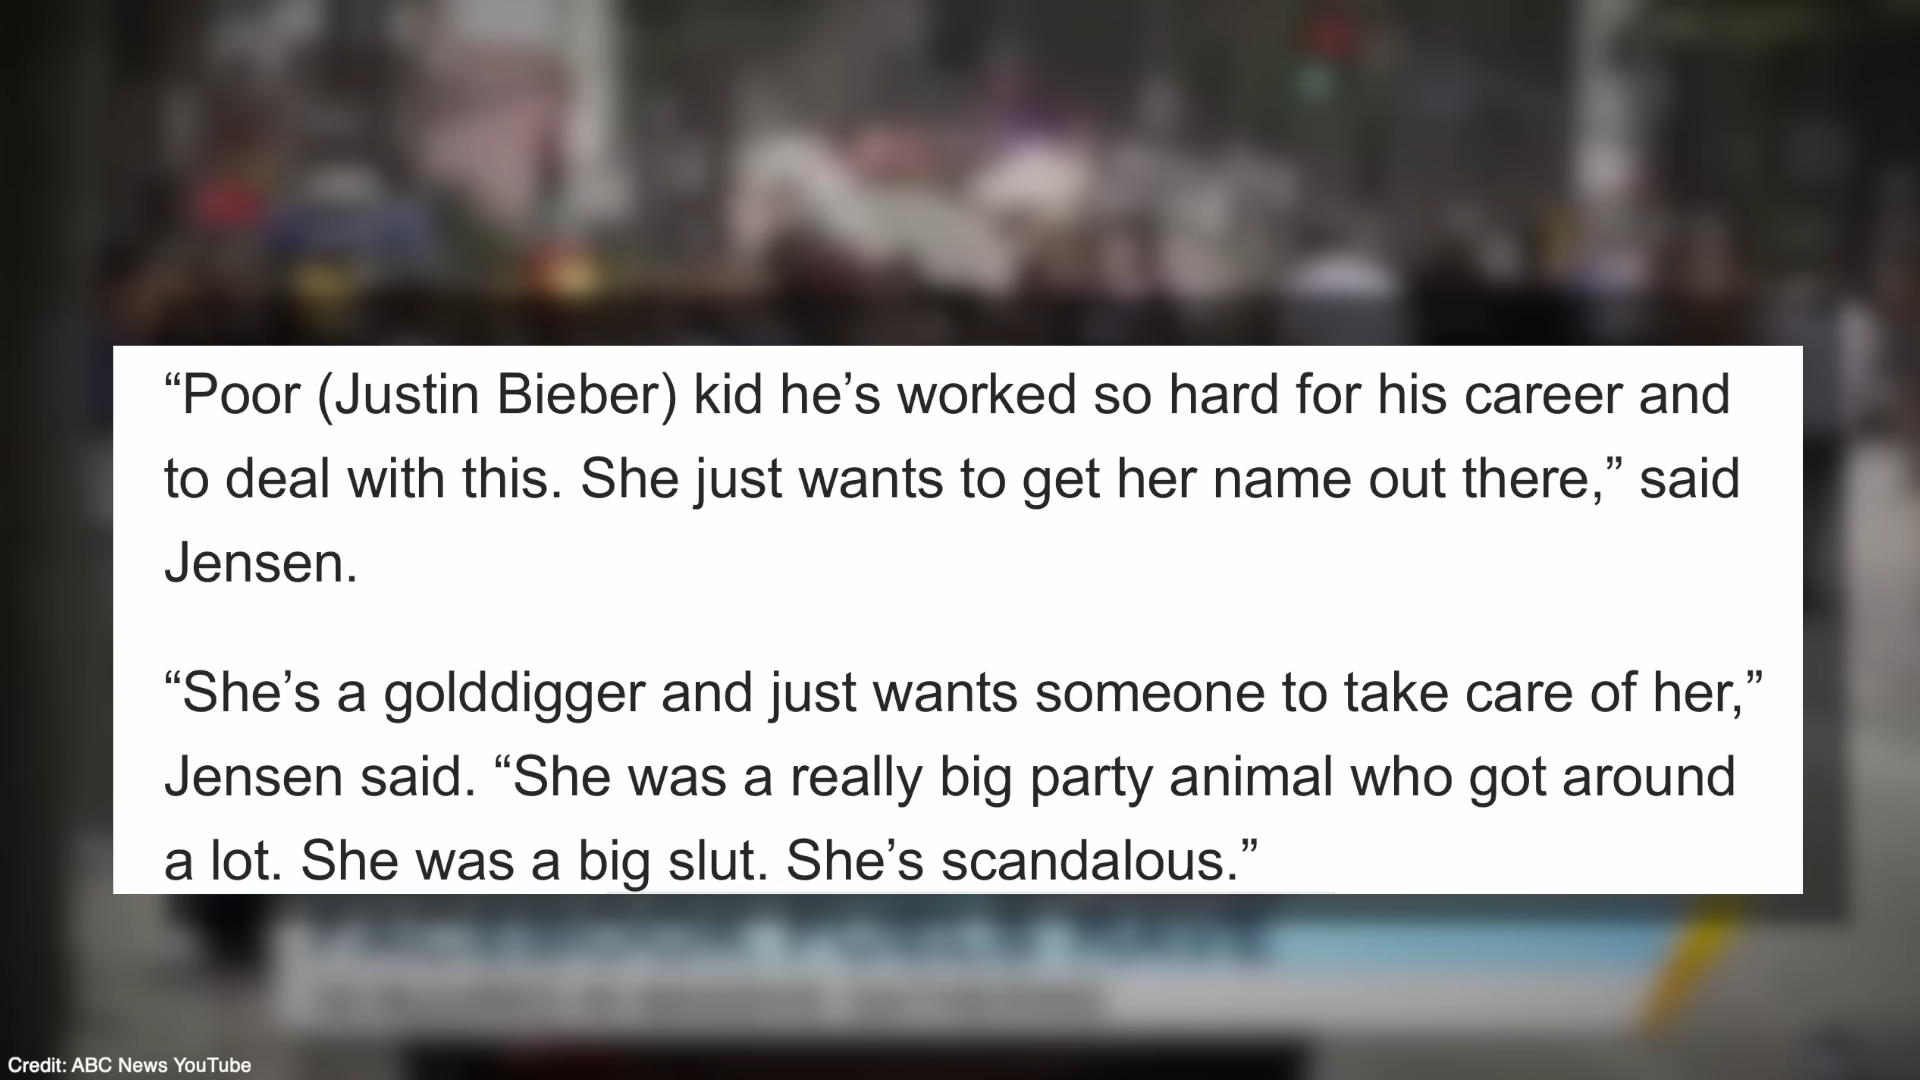 “Poor (Justin Bieber) kid he’s worked so hard for his career and
to deal with this. She just wants to get her name out there,” said
Jensen.
“She’s a golddigger and just wants someone to take care of her,”
Jensen said. “She was a really big party animal who got around
a lot. She was a big slut. She’s scandalous.”
Credit: ABC News YouTube